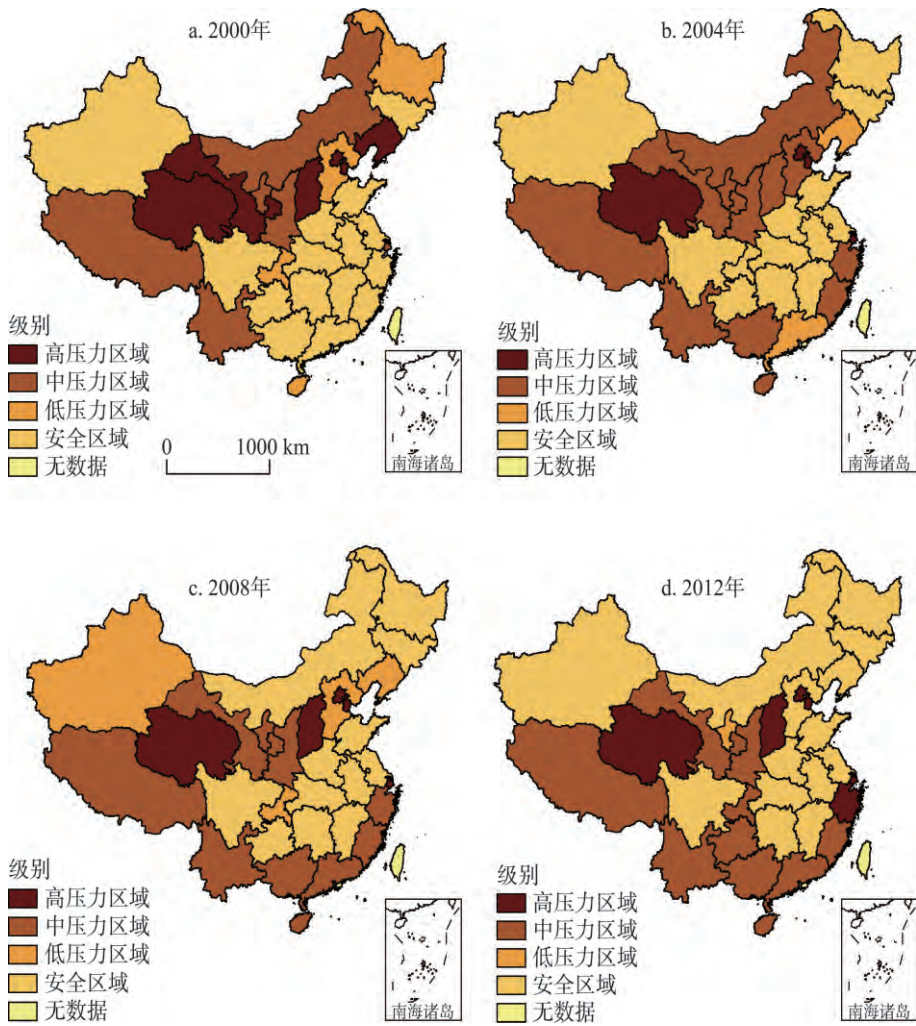 a. 2000年
级别
高压力区域
中压力区域
低压力区域
安全区域
无数据
0 1000 km
南海诸岛
b. 2004年
级别
高压力区域
中压力区域
低压力区域
安全区域
无数据
南海诸岛
c. 2008年
级别
高压力区域
中压力区域
低压力区域
安全区域
无数据
南海诸岛
d. 2012年
级别
高压力区域
中压力区域
低压力区域
安全区域
无数据
南海诸岛